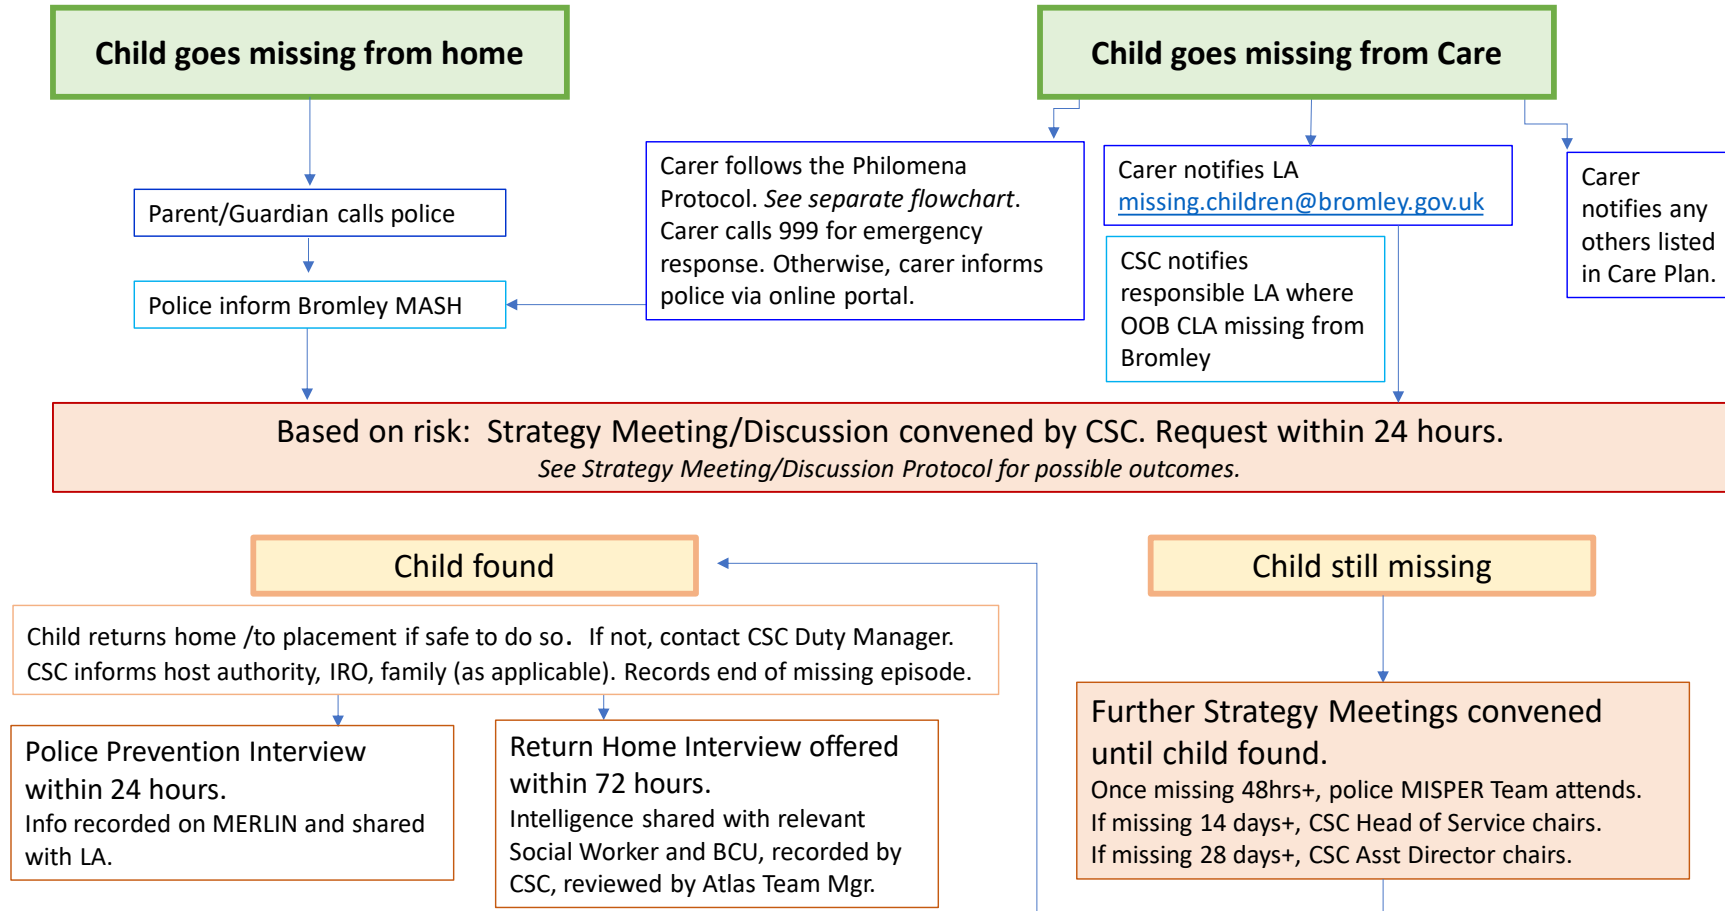 Child goes missing from home
Child goes missing from Care
Parent/Guardian calls police
Police inform Bromley MASH
Carer follows the Philomena
Protocol. See separate flowchart.
Carer calls 999 for emergency
response. Otherwise, carer informs
police via online portal.
Carer notifies LA
missing.children@bromley.gov.uk
CSC notifies
responsible LA where
OOB CLA missing from
Bromley
Carer
notifies any
others listed
in Care Plan.
Based on risk: Strategy Meeting/Discussion convened by CSC. Request within 24 hours.
See Strategy Meeting/Discussion Protocol for possible outcomes.
Child found
Child returns home /to placement if safe to do so. If not, contact CSC Duty Manager.
CSC informs host authority, IRO, family (as applicable). Records end of missing episode.
Police Prevention Interview
within 24 hours.
Info recorded on MERLIN and shared
with LA.
Return Home Interview offered
within 72 hours.
Intelligence shared with relevant
Social Worker and BCU, recorded by
CSC, reviewed by Atlas Team Mgr.
Child still missing
Further Strategy Meetings convened
until child found.
Once missing 48hrs+, police MISPER Team attends.
If missing 14 days+, CSC Head of Service chairs.
If missing 28 days+, CSC Asst Director chairs.